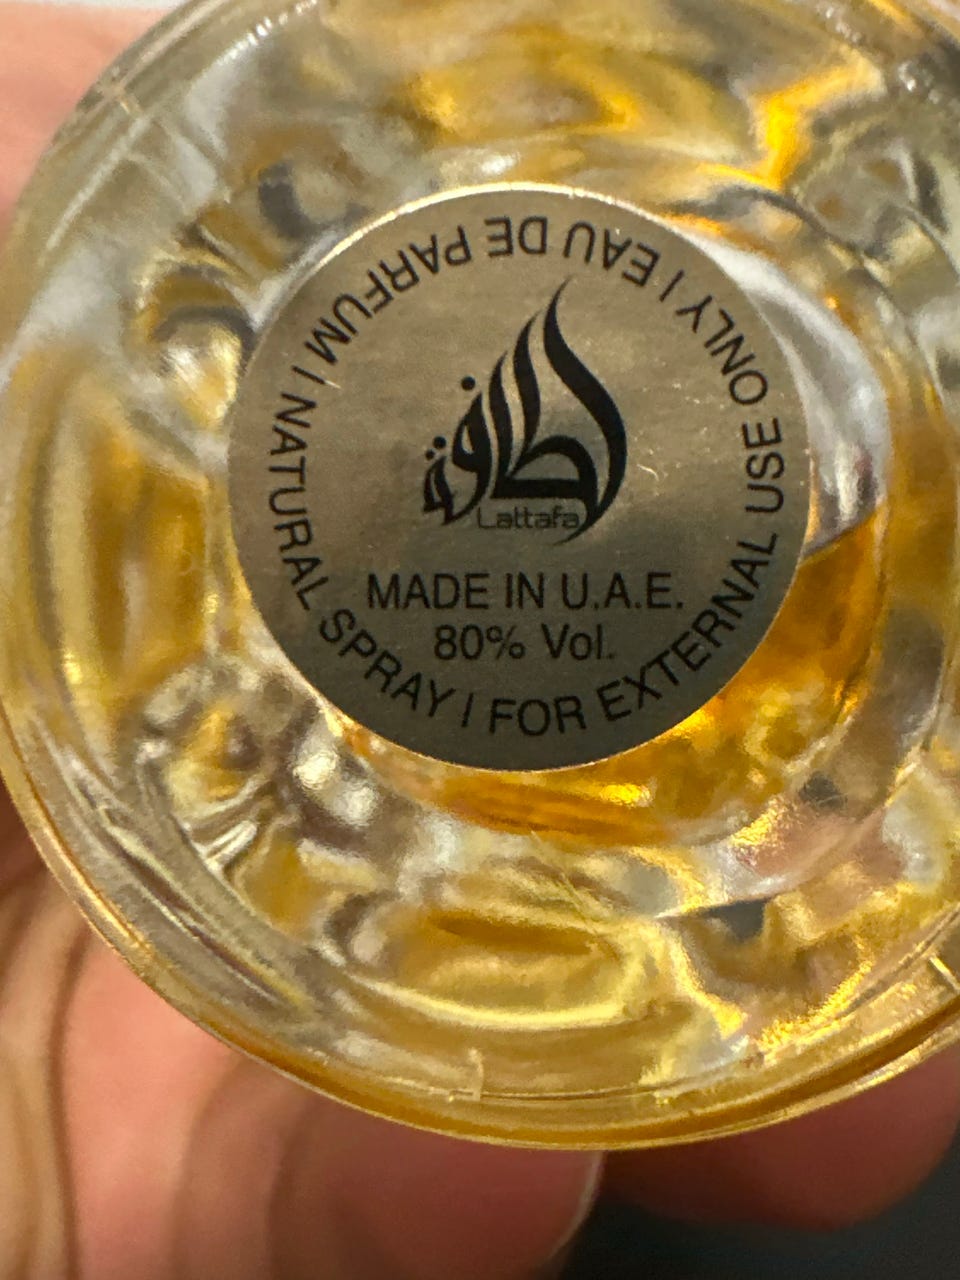 لطافة
Lattafa
MADE IN U.A.E.
80% Vol.
EAU DE PARFUM | NATURAL SPRAY | FOR EXTERNAL USE ONLY |